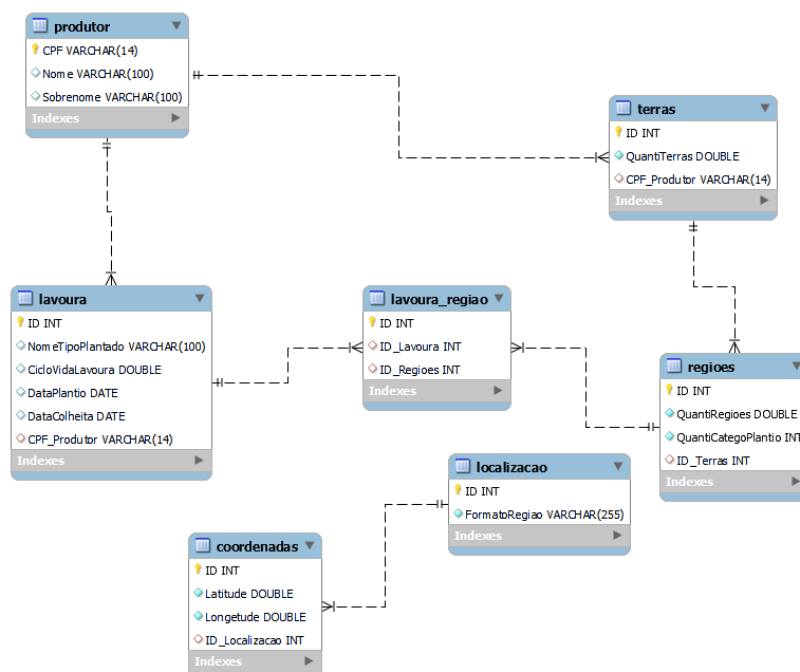 produtor
CPF VARCHAR(14)
Nome VARCHAR(100)
Sobrenome VARCHAR(100)
Indexes
terras
ID INT
QuantiTerras DOUBLE
CPF_Produtor VARCHAR(14)
Indexes
lavoura
ID INT
NomeTipoPlantado VARCHAR(100)
CicloVidaLavoura DOUBLE
DataPlantio DATE
DataColheita DATE
CPF_Produtor VARCHAR(14)
Indexes
lavoura_regiao
ID INT
ID_Lavoura INT
ID_Regioes INT
Indexes
regioes
ID INT
QuantiRegioes DOUBLE
QuantiCategoPlantio INT
ID_Terras INT
Indexes
localizacao
ID INT
FormatoRegiao VARCHAR(255)
Indexes
coordenadas
ID INT
Latitude DOUBLE
Longetude DOUBLE
ID_Localizacao INT
Indexes